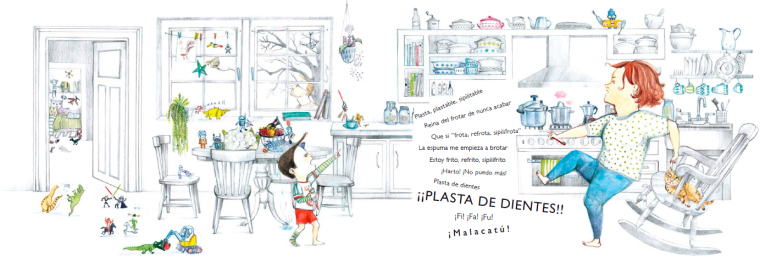 Plasta, plastable, sipilitable
Reina del frotar de nunca acabar
Que si "frota, refrota, sipilifrota"
La espuma me empieza a brotar
Estoy frito, refrito, sipilifrito
¡Harto! ¡No puedo más!
Plasta de dientes
¡¡PLASTA DE DIENTES!!
¡Fi! ¡Fa! ¡Fu!
¡Malacatú!